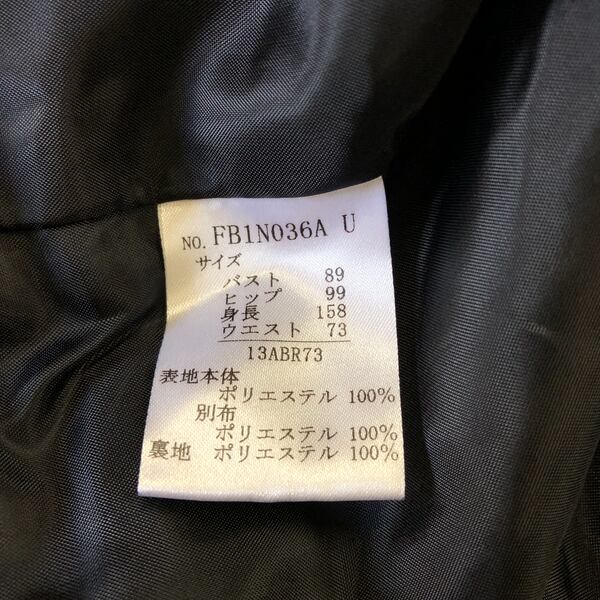 NO. FB1N036A U
サイズ
バスト 89
ヒップ 99
身長 158
ウエスト 73
13ABR73
表地本体
ポリエステル 100%
別布
ポリエステル 100%
裏地 ポリエステル 100%